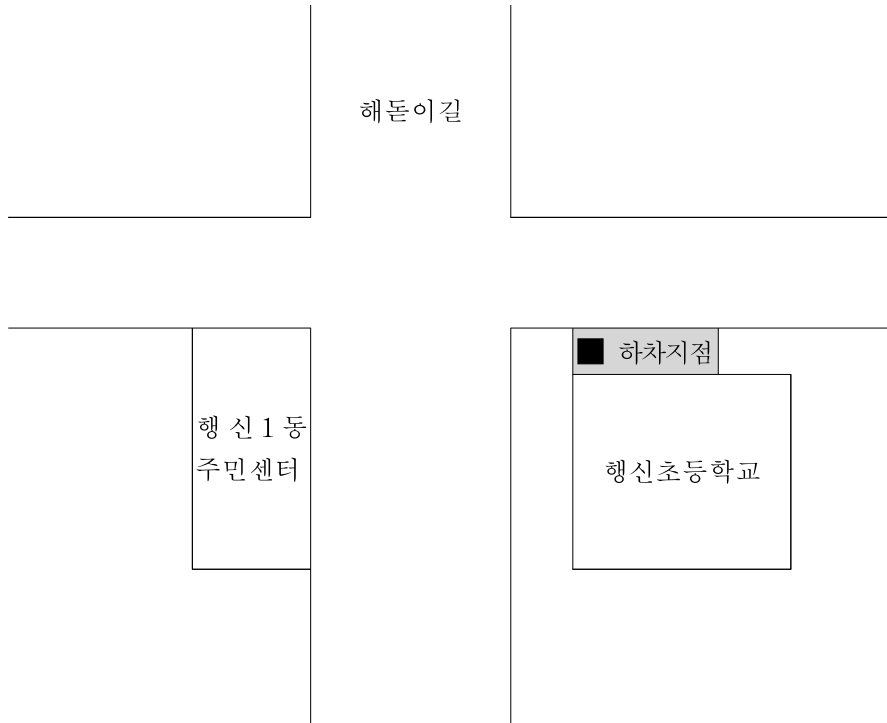 해돋이길
하차지점
행 신 1 동
주민센터
행신초등학교